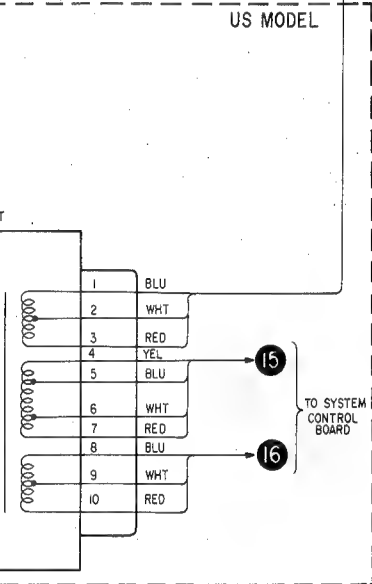 US MODEL
T
1 BLU
2 WHT
3 RED
4 YEL
5 BLU
15
6 WHT
7 RED
8 BLU
16
9 WHT
10 RED
TO SYSTEM
CONTROL
BOARD